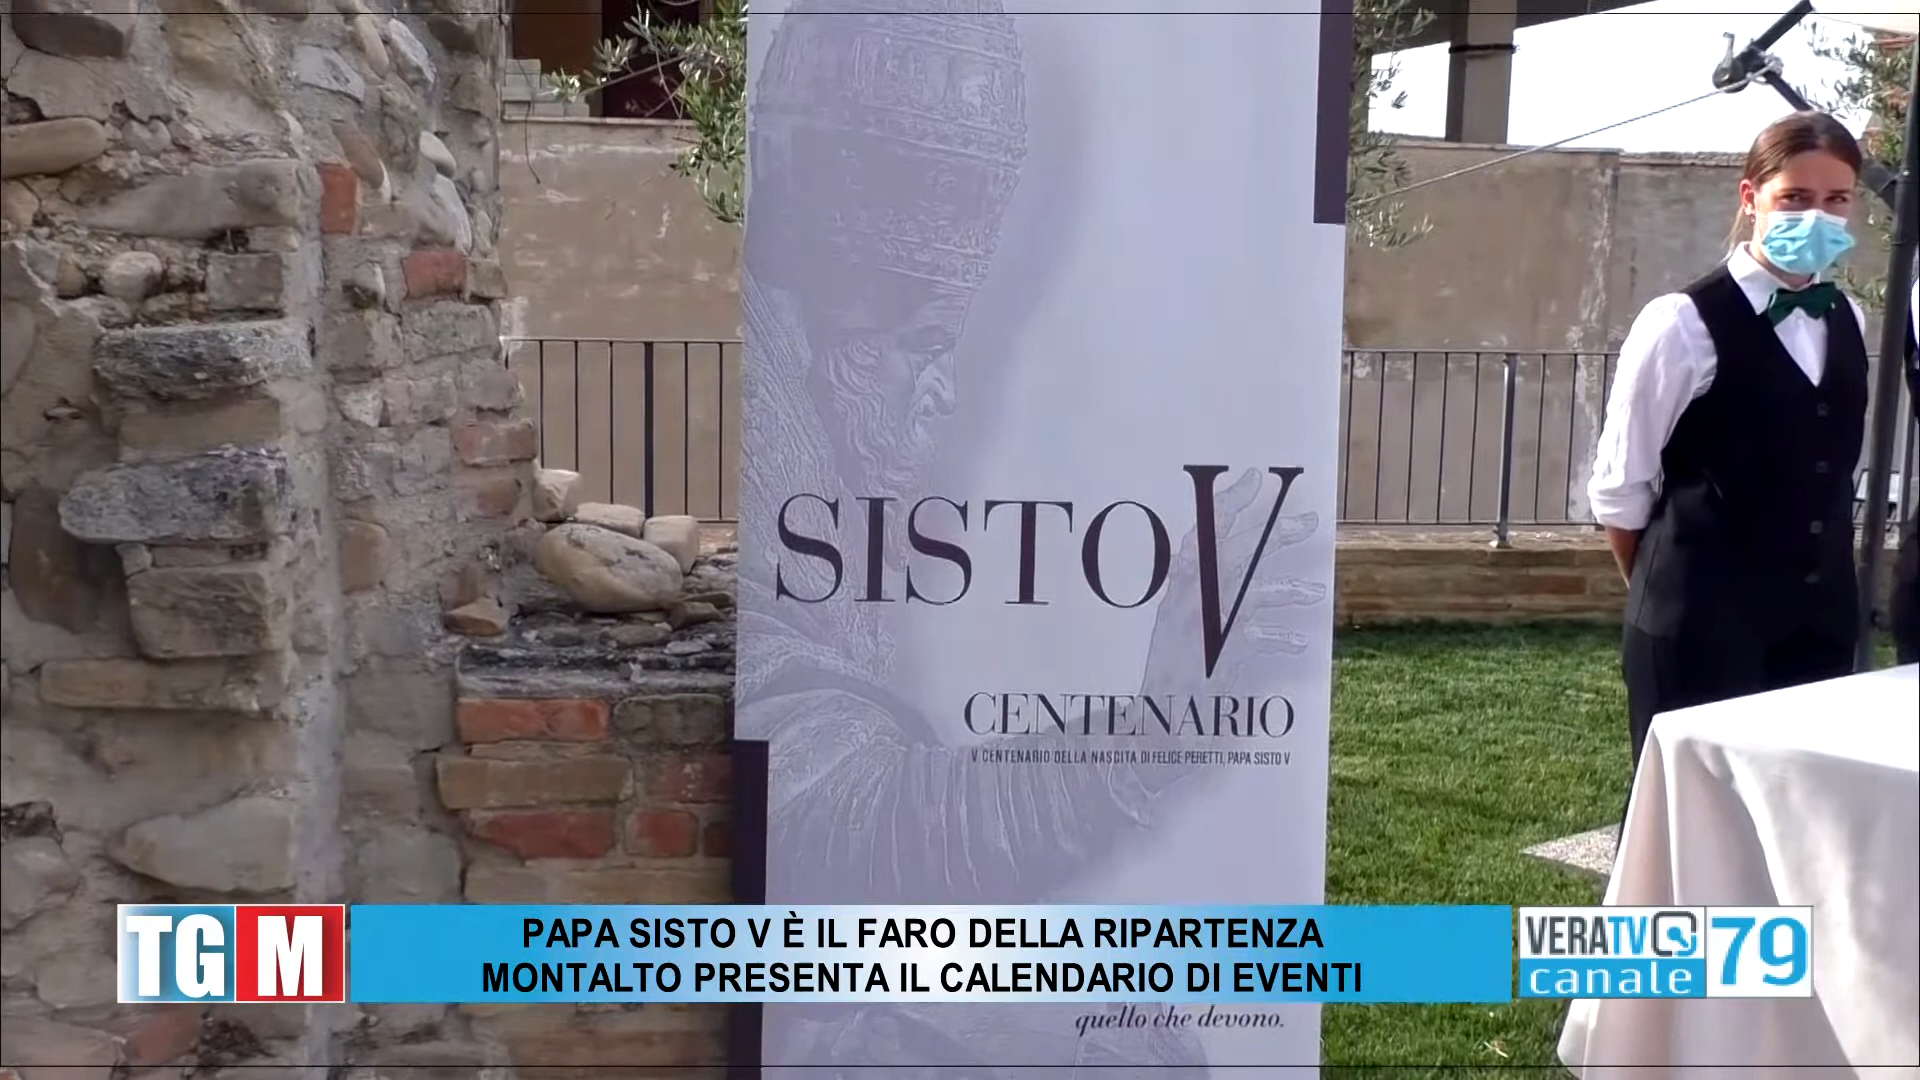 SISTO V
CENTENARIO
V CENTENARIO DELLA NASCITA DI FELICE PERETTI, PAPA SISTO V
TGM
PAPA SISTO V È IL FARO DELLA RIPARTENZA
MONTALTO PRESENTA IL CALENDARIO DI EVENTI
VERATV
canale
79
quello che devono.